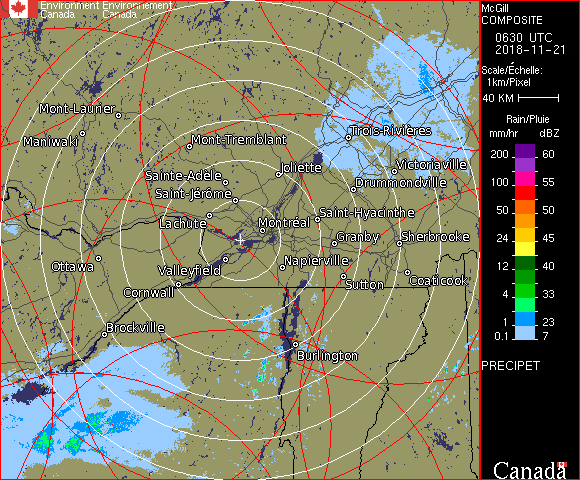 Environment Environnement
Canada Canada
McGill
COMPOSITE
0630 UTC
2018-11-21
Scale/Échelle:
1km/Pixel
40 KM
Rain/Pluie
mm/hr dBZ
200 60
100 55
50 50
24 45
12 40
4 33
1 23
0.1 7
PRECIPET
Canada
Mont-Laurier
Maniwaki
Mont-Tremblant
Trois-Rivières
Sainte-Adèle
Joliette
Victoriaville
Saint-Jérôme
Drummondville
Lachute
Montréal
Saint-Hyacinthe
Granby
Sherbrooke
Ottawa
Valleyfield
Napierville
Cornwall
Sutton
Coaticook
Brockville
Burlington